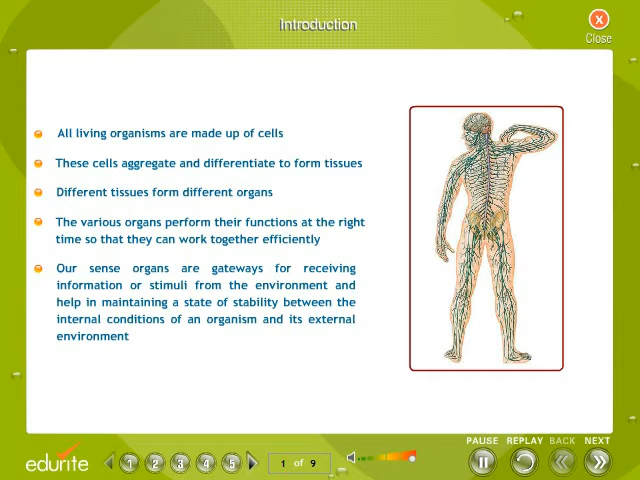 Introduction
X
Close
All living organisms are made up of cells
These cells aggregate and differentiate to form tissues
Different tissues form different organs
The various organs perform their functions at the right
time so that they can work together efficiently
Our sense organs are gateways for receiving
information or stimuli from the environment and
help in maintaining a state of stability between the
internal conditions of an organism and its external
environment
PAUSE REPLAY BACK NEXT
edurite 1 2 3 4 5 1 of 9